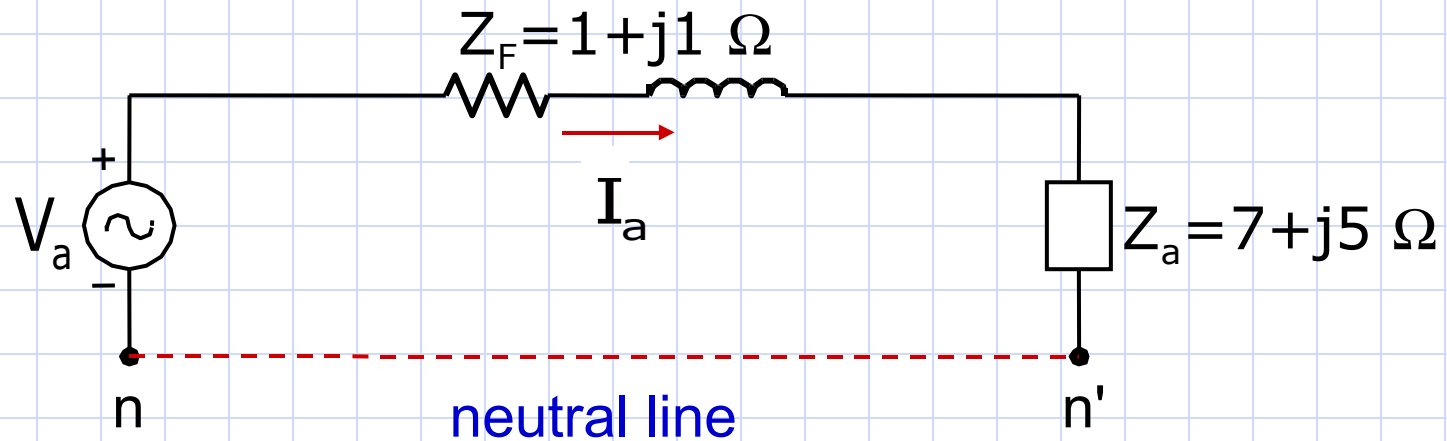 Z_F=1+j1 Ω
+
V_a
I_a
Z_a=7+j5 Ω
−
n
neutral line
n'